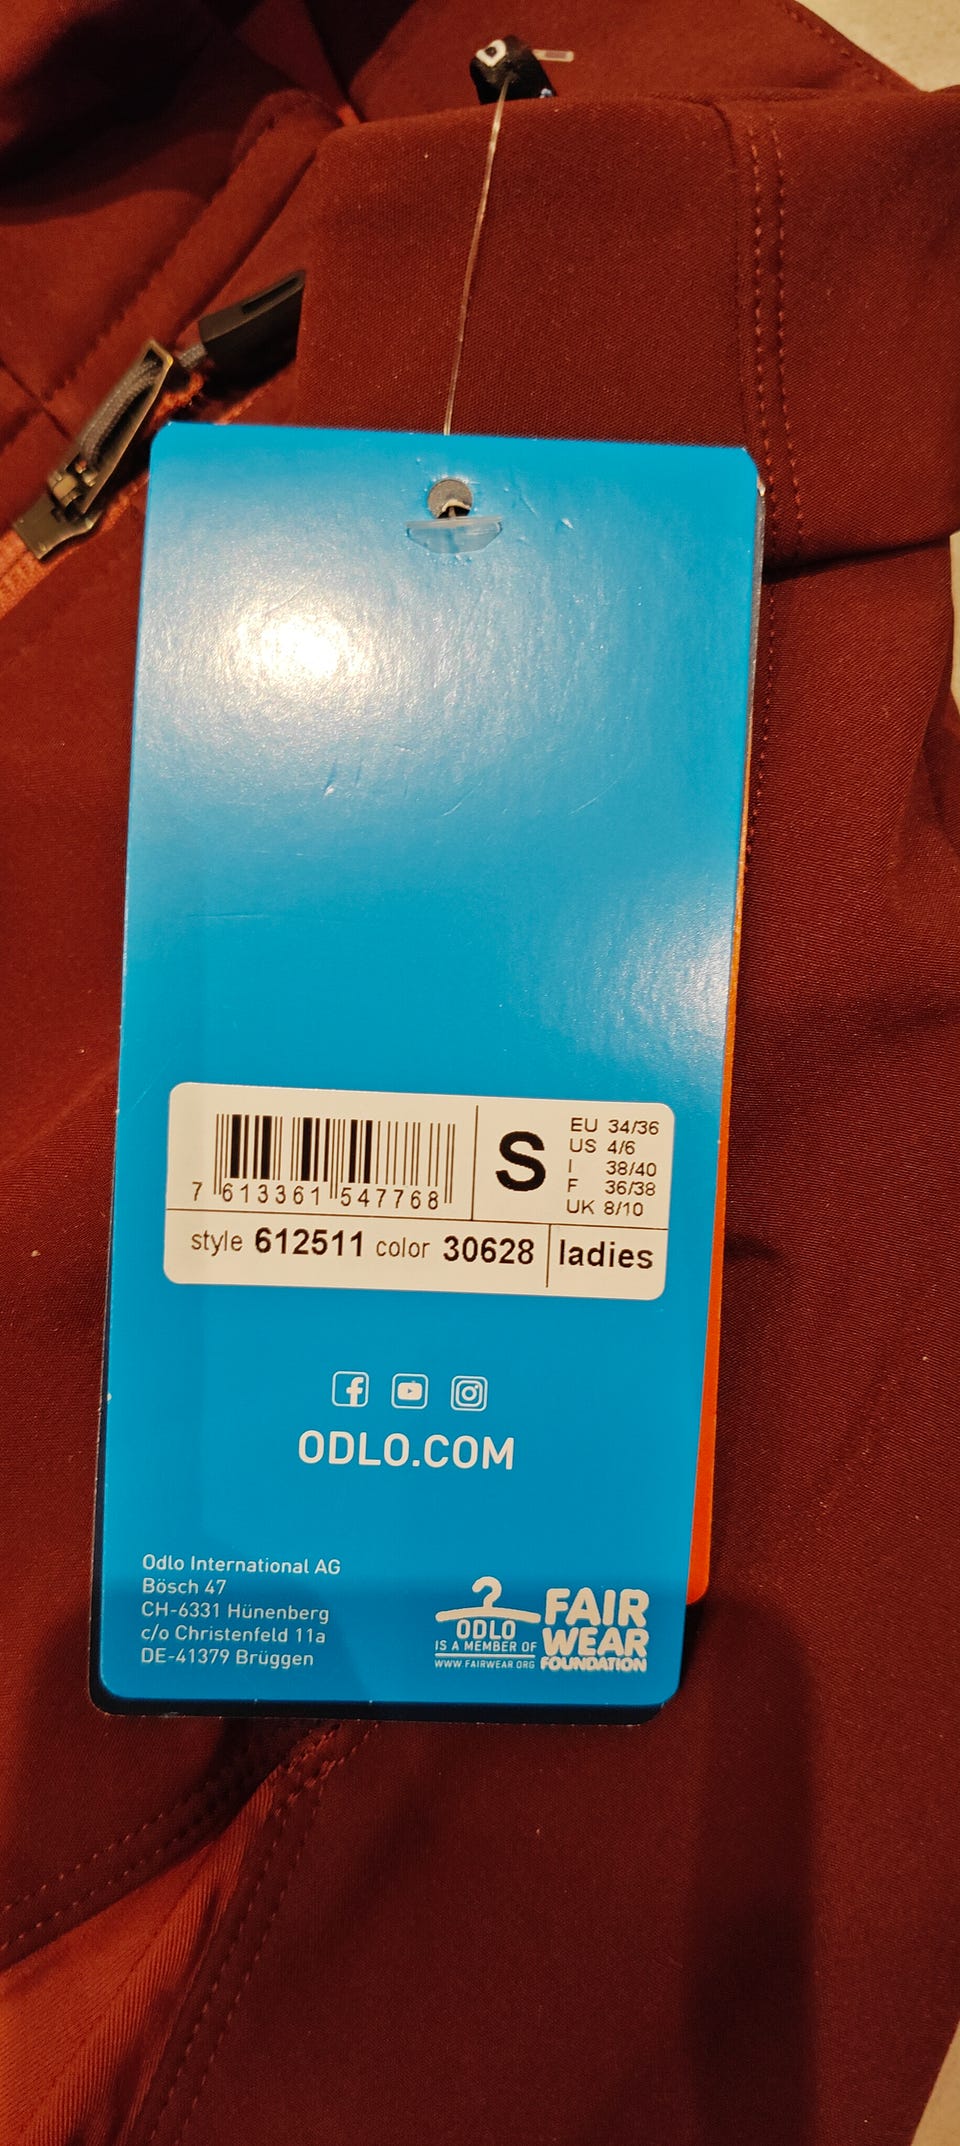 7 613361 547768
S
EU 34/36
US 4/6
I 38/40
F 36/38
UK 8/10
style 612511 color 30628
ladies
ODLO.COM
Odlo International AG
Bösch 47
CH-6331 Hünenberg
c/o Christenfeld 11a
DE-41379 Brüggen
ODLO
IS A MEMBER OF
WWW.FAIRWEAR.ORG
FAIR
WEAR
FOUNDATION